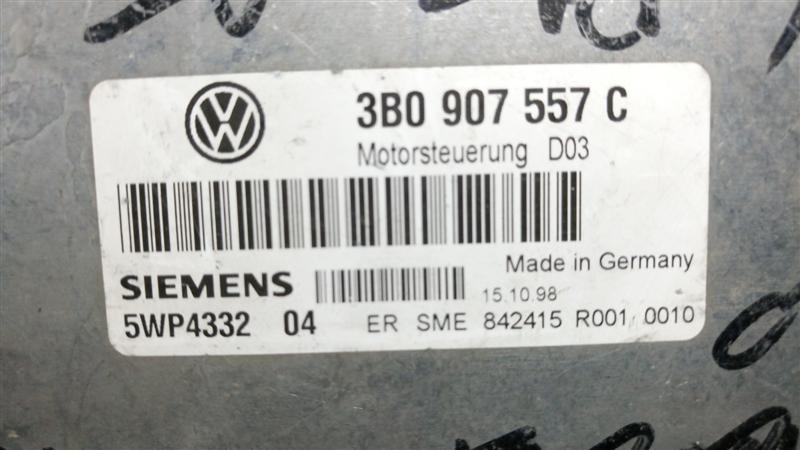 3B0 907 557 C
Motorsteuerung D03
Made in Germany
SIEMENS
15.10.98
5WP4332 04 ER SME 842415 R001 0010